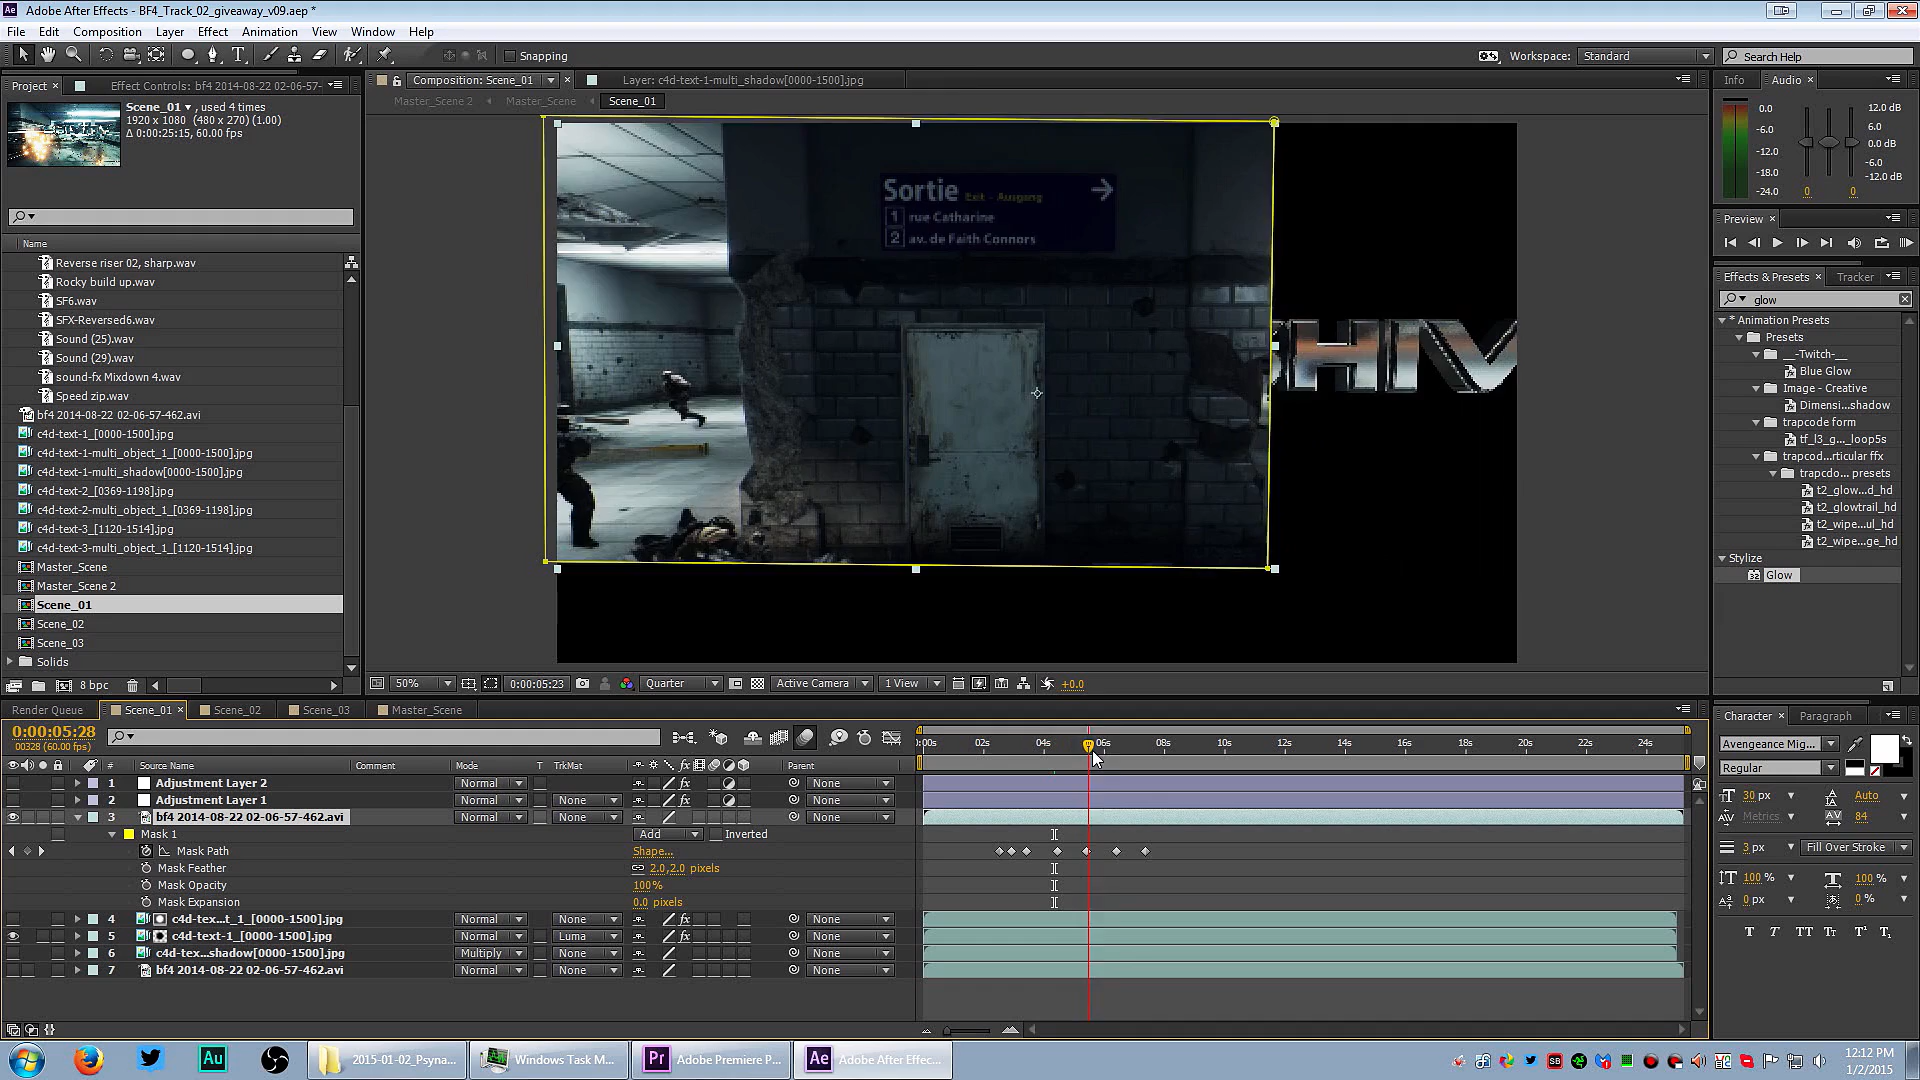 Adobe After Effects - BF4_Track_02_giveaway_v09.aep *
File Edit Composition Layer Effect Animation View Window Help
Snapping
Workspace: Standard
Search Help
Project
Effect Controls: bf4 2014-08-22 02-06-57-
Scene_01 , used 4 times
1920 x 1080 (480 x 270) (1.00)
Δ 0:00:25:15, 60.00 fps
Name
Reverse riser 02, sharp.wav
Rocky build up.wav
SF6.wav
SFX-Reversed6.wav
Sound (25).wav
Sound (29).wav
sound-fx Mixdown 4.wav
Speed zip.wav
bf4 2014-08-22 02-06-57-462.avi
c4d-text-1_[0000-1500].jpg
c4d-text-1-multi_object_1_[0000-1500].jpg
c4d-text-1-multi_shadow[0000-1500].jpg
c4d-text-2_[0369-1198].jpg
c4d-text-2-multi_object_1_[0369-1198].jpg
c4d-text-3_[1120-1514].jpg
c4d-text-3-multi_object_1_[1120-1514].jpg
Master_Scene
Master_Scene 2
Scene_01
Scene_02
Scene_03
Solids
8 bpc
Composition: Scene_01
Layer: c4d-text-1-multi_shadow[0000-1500].jpg
Master_Scene 2 Master_Scene Scene_01
Sortie Exit - Ausgang
1 rue Catharine
2 av. de Faith Connors
HIV
50% 0:00:05:23 Quarter Active Camera 1 View +0.0
Info Audio
0.0 12.0 dB
-6.0 6.0
-12.0 0.0 dB
-18.0 -6.0
-24.0 -12.0 dB
0 0
Preview
Effects & Presets Tracker
glow
* Animation Presets
Presets
__-Twitch-__
Blue Glow
Image - Creative
Dimensi...shadow
trapcode form
tf_l3_g..._loop5s
trapcod...rticular ffx
trapcdo... presets
t2_glow...d_hd
t2_glowtrail_hd
t2_wipe...ul_hd
t2_wipe...ge_hd
Stylize
32 Glow
Render Queue Scene_01 Scene_02 Scene_03 Master_Scene
0:00:05:28
00328 (60.00 fps)
# Source Name Comment Mode T TrkMat Parent
1 Adjustment Layer 2 Normal None
2 Adjustment Layer 1 Normal None None
3 bf4 2014-08-22 02-06-57-462.avi Normal None None
Mask 1 Add Inverted
Mask Path Shape...
Mask Feather 2.0,2.0 pixels
Mask Opacity 100%
Mask Expansion 0.0 pixels
4 c4d-tex...t_1_[0000-1500].jpg Normal None None
5 c4d-text-1_[0000-1500].jpg Normal Luma None
6 c4d-tex...shadow[0000-1500].jpg Multiply None None
7 bf4 2014-08-22 02-06-57-462.avi Normal None None
):00s 02s 04s 06s 08s 10s 12s 14s 16s 18s 20s 22s 24s
Character Paragraph
Avengeance Mig...
Regular
30 px Auto
Metrics 84
3 px Fill Over Stroke
100 % 100 %
0 px 0 %
T T TT Tт T¹ T₁
2015-01-02_Psyna...
Windows Task M...
Pr Adobe Premiere P...
Ae Adobe After Effec...
Au
12:12 PM
1/2/2015